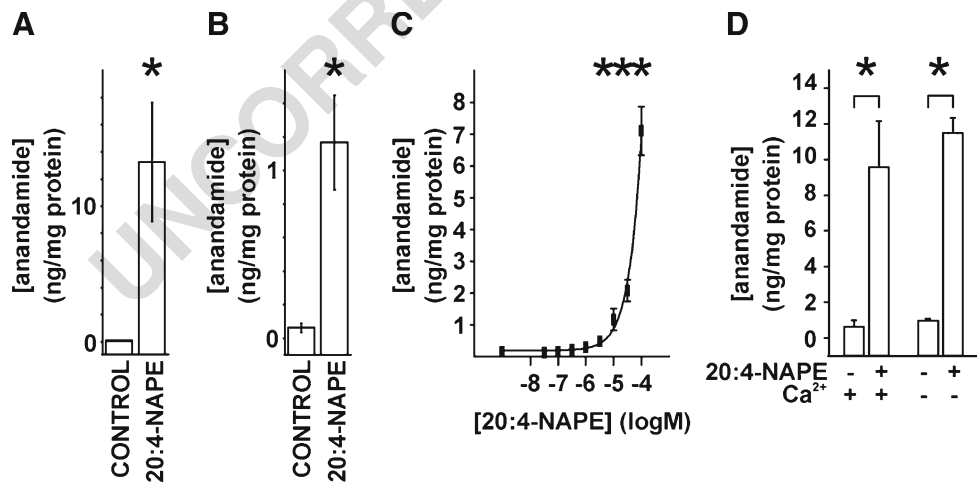 A
[anandamide]
(ng/mg protein)
10
0
*
CONTROL
20:4-NAPE
B
[anandamide]
(ng/mg protein)
1
0
*
CONTROL
20:4-NAPE
C
[anandamide]
(ng/mg protein)
8
7
6
5
4
3
2
1
***
-8 -7 -6 -5 -4
[20:4-NAPE] (logM)
D
[anandamide]
(ng/mg protein)
14
12
10
8
6
4
2
0
* *
20:4-NAPE - + - +
Ca²⁺ + + - -
UNCORRE